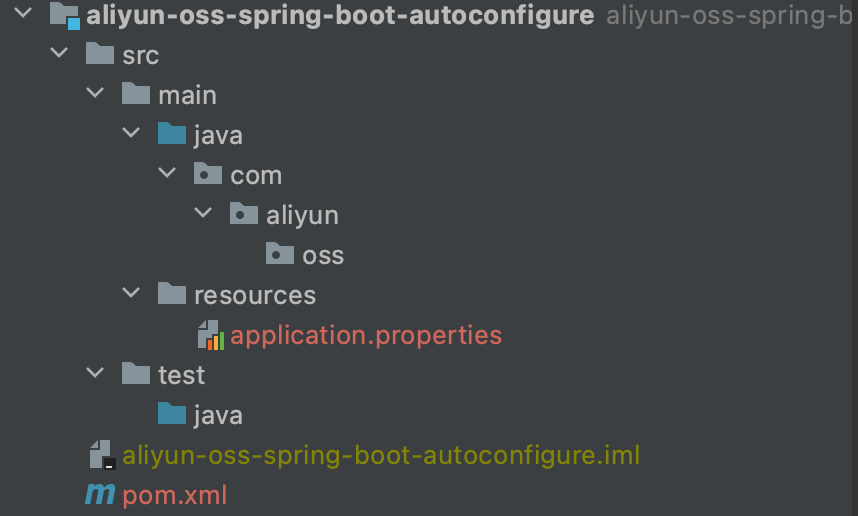 aliyun-oss-spring-boot-autoconfigure aliyun-oss-spring-b
src
main
java
com
aliyun
oss
resources
application.properties
test
java
aliyun-oss-spring-boot-autoconfigure.iml
m pom.xml